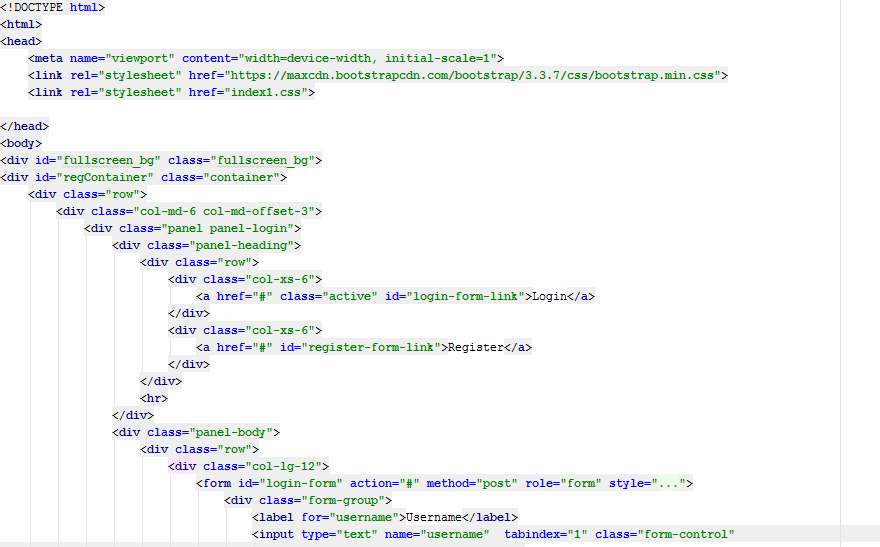 <!DOCTYPE html>
<html>
<head>
    <meta name="viewport" content="width=device-width, initial-scale=1">
    <link rel="stylesheet" href="https://maxcdn.bootstrapcdn.com/bootstrap/3.3.7/css/bootstrap.min.css">
    <link rel="stylesheet" href="index1.css">

</head>
<body>
<div id="fullscreen_bg" class="fullscreen_bg">
<div id="regContainer" class="container">
    <div class="row">
        <div class="col-md-6 col-md-offset-3">
            <div class="panel panel-login">
                <div class="panel-heading">
                    <div class="row">
                        <div class="col-xs-6">
                            <a href="#" class="active" id="login-form-link">Login</a>
                        </div>
                        <div class="col-xs-6">
                            <a href="#" id="register-form-link">Register</a>
                        </div>
                    </div>
                    <hr>
                </div>
                <div class="panel-body">
                    <div class="row">
                        <div class="col-lg-12">
                            <form id="login-form" action="#" method="post" role="form" style="...">
                                <div class="form-group">
                                    <label for="username">Username</label>
                                    <input type="text" name="username"  tabindex="1" class="form-control"